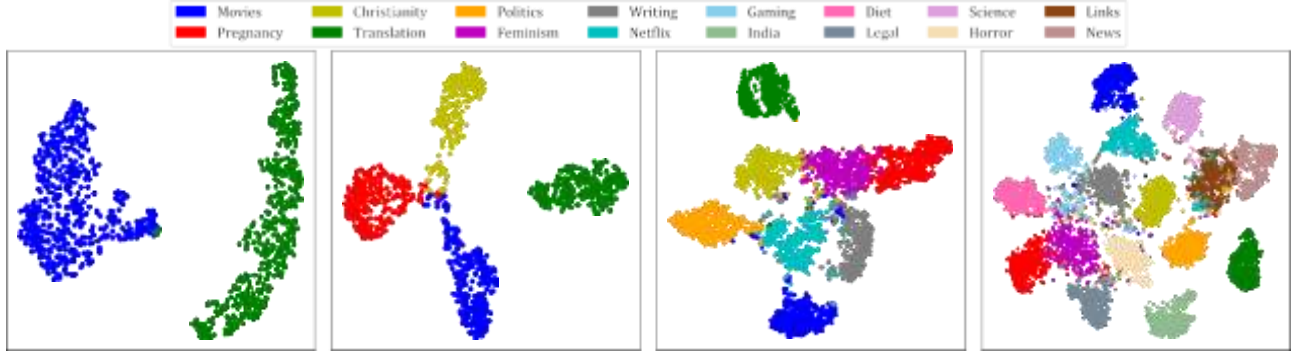 Movies Christianity Politics Writing Gaming Diet Science Links
Pregnancy Translation Feminism Netflix India Legal Horror News